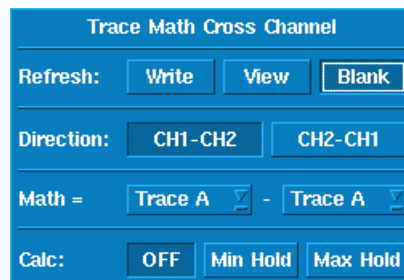 Trace Math Cross Channel
Refresh: Write View Blank
Direction: CH1-CH2 CH2-CH1
Math = Trace A - Trace A
Calc: OFF Min Hold Max Hold